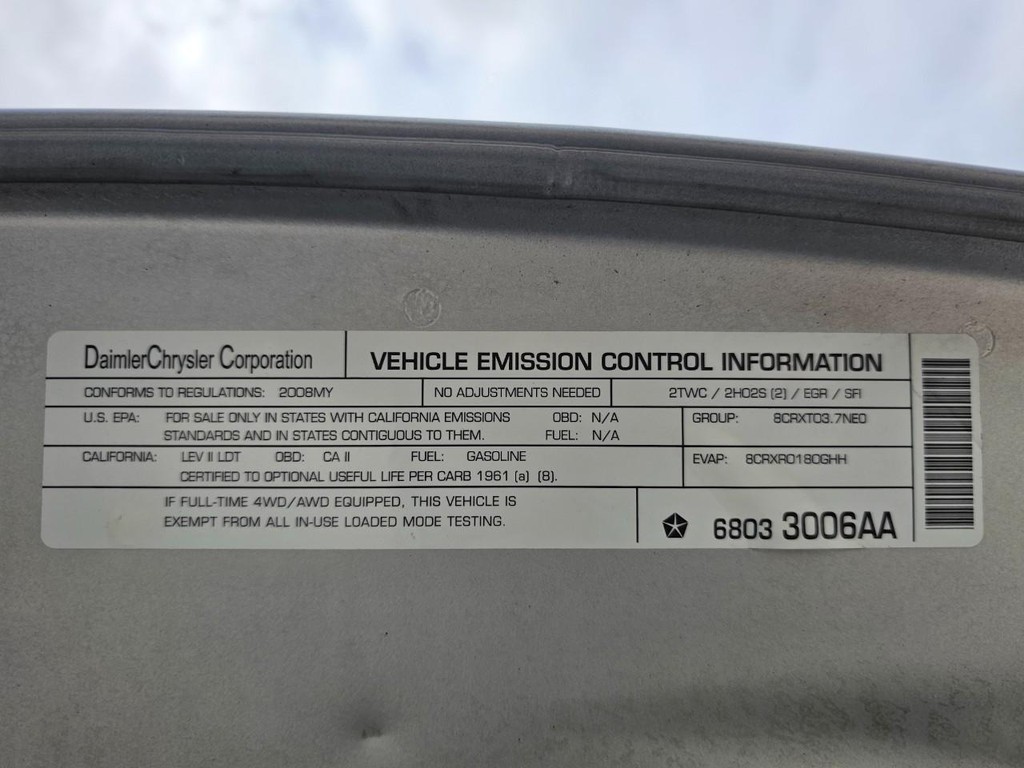 DaimlerChrysler Corporation
VEHICLE EMISSION CONTROL INFORMATION
CONFORMS TO REGULATIONS: 2008MY
NO ADJUSTMENTS NEEDED
2TWC / 2HO2S (2) / EGR / SFI
U.S. EPA: FOR SALE ONLY IN STATES WITH CALIFORNIA EMISSIONS OBD: N/A
STANDARDS AND IN STATES CONTIGUOUS TO THEM. FUEL: N/A
GROUP: 8CRXT03.7NE0
CALIFORNIA: LEV II LDT OBD: CA II FUEL: GASOLINE
CERTIFIED TO OPTIONAL USEFUL LIFE PER CARB 1961 (a) (8).
EVAP: 8CRXR0180GHH
IF FULL-TIME 4WD/AWD EQUIPPED, THIS VEHICLE IS
EXEMPT FROM ALL IN-USE LOADED MODE TESTING.
6803 3006AA